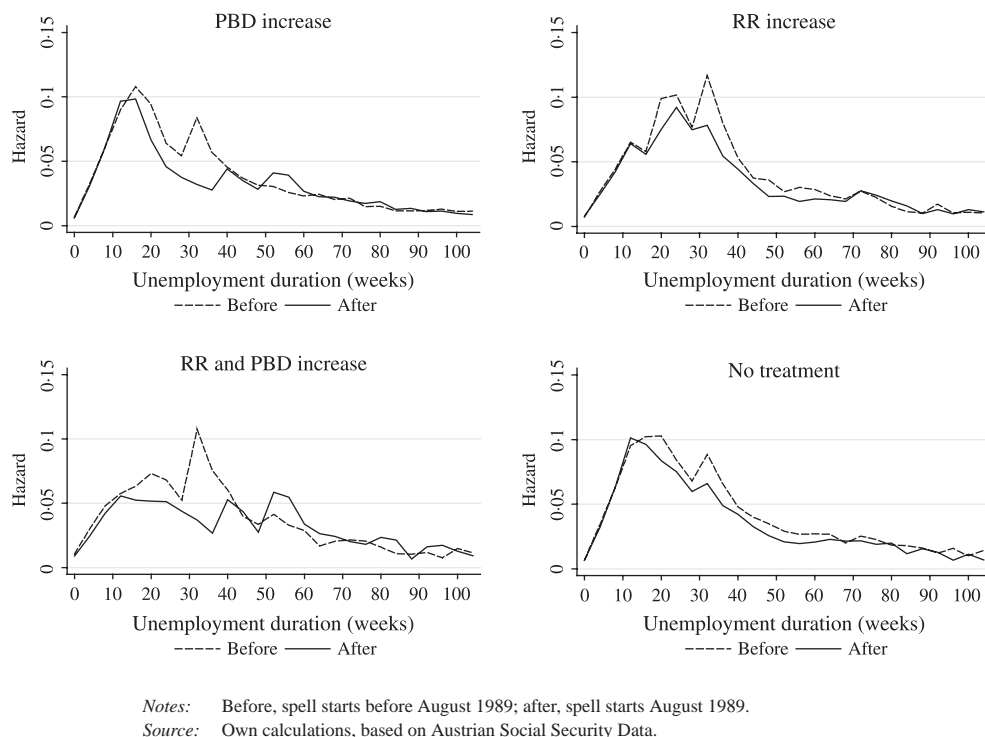 PBD increase
0·15
0·1
0·05
0
Hazard
0 10 20 30 40 50 60 70 80 90 100
Unemployment duration (weeks)
Before After
RR increase
0·15
0·1
0·05
0
Hazard
0 10 20 30 40 50 60 70 80 90 100
Unemployment duration (weeks)
Before After
RR and PBD increase
0·15
0·1
0·05
0
Hazard
0 10 20 30 40 50 60 70 80 90 100
Unemployment duration (weeks)
Before After
No treatment
0·15
0·1
0·05
0
Hazard
0 10 20 30 40 50 60 70 80 90 100
Unemployment duration (weeks)
Before After
Notes: Before, spell starts before August 1989; after, spell starts August 1989.
Source: Own calculations, based on Austrian Social Security Data.